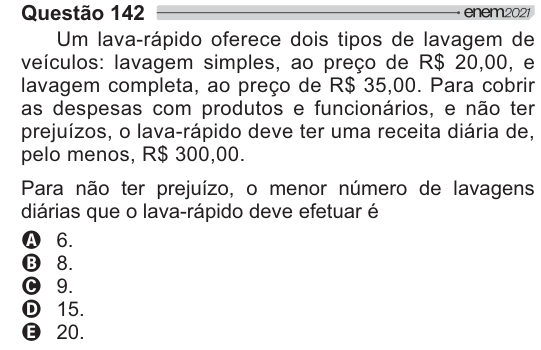 Questão 142 enem2021
Um lava-rápido oferece dois tipos de lavagem de
veículos: lavagem simples, ao preço de R$ 20,00, e
lavagem completa, ao preço de R$ 35,00. Para cobrir
as despesas com produtos e funcionários, e não ter
prejuízos, o lava-rápido deve ter uma receita diária de,
pelo menos, R$ 300,00.
Para não ter prejuízo, o menor número de lavagens
diárias que o lava-rápido deve efetuar é
A 6.
B 8.
C 9.
D 15.
E 20.